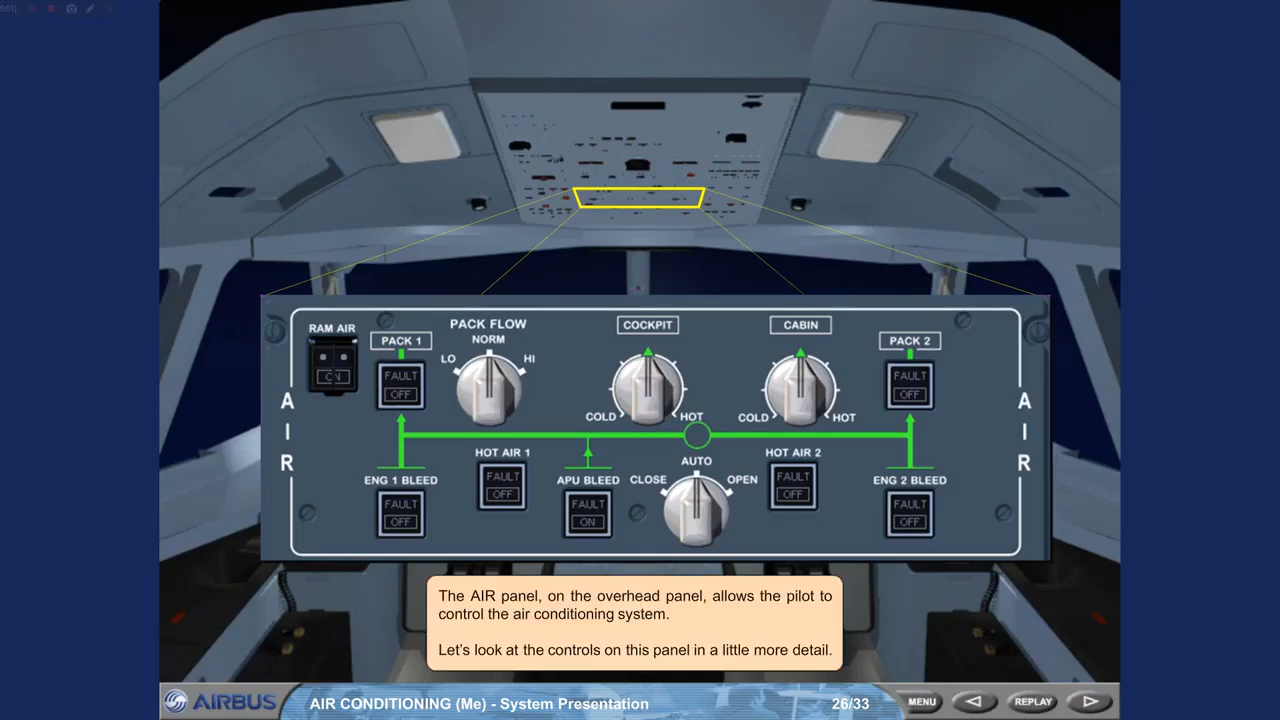 RAM AIR
ON
PACK 1
FAULT
OFF
PACK FLOW
NORM
LO
HI
COCKPIT
COLD
HOT
CABIN
COLD
HOT
PACK 2
FAULT
OFF
AIR
AIR
ENG 1 BLEED
FAULT
OFF
HOT AIR 1
FAULT
OFF
APU BLEED
FAULT
ON
AUTO
CLOSE
OPEN
HOT AIR 2
FAULT
OFF
ENG 2 BLEED
FAULT
OFF
The AIR panel, on the overhead panel, allows the pilot to
control the air conditioning system.
Let's look at the controls on this panel in a little more detail.
AIRBUS
AIR CONDITIONING (Me) - System Presentation
26/33
MENU
REPLAY